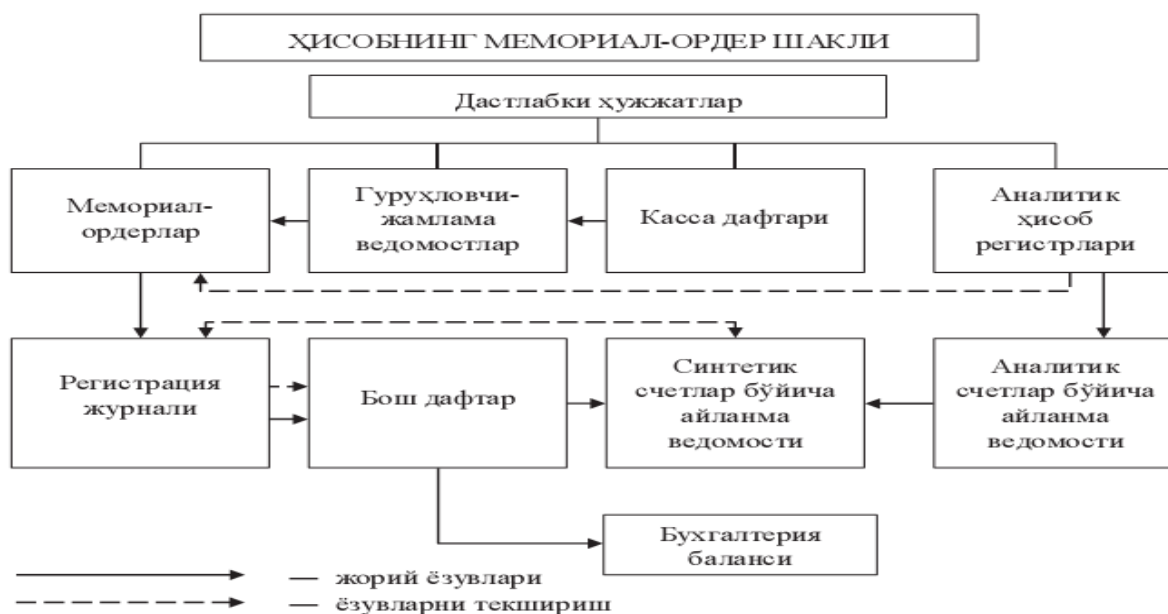 ҲИСОБНИНГ МЕМОРИАЛ-ОРДЕР ШАКЛИ
Дастлабки ҳужжатлар
Мемориал-
ордерлар
Гуруҳловчи-
жамлама
ведомостлар
Касса дафтари
Аналитик
ҳисоб
регистрлари
Регистрация
журнали
Бош дафтар
Синтетик
счетлар бўйича
айланма
ведомости
Аналитик
счетлар бўйича
айланма
ведомости
Бухгалтерия
баланси
— жорий ёзувлари
— ёзувларни текшириш